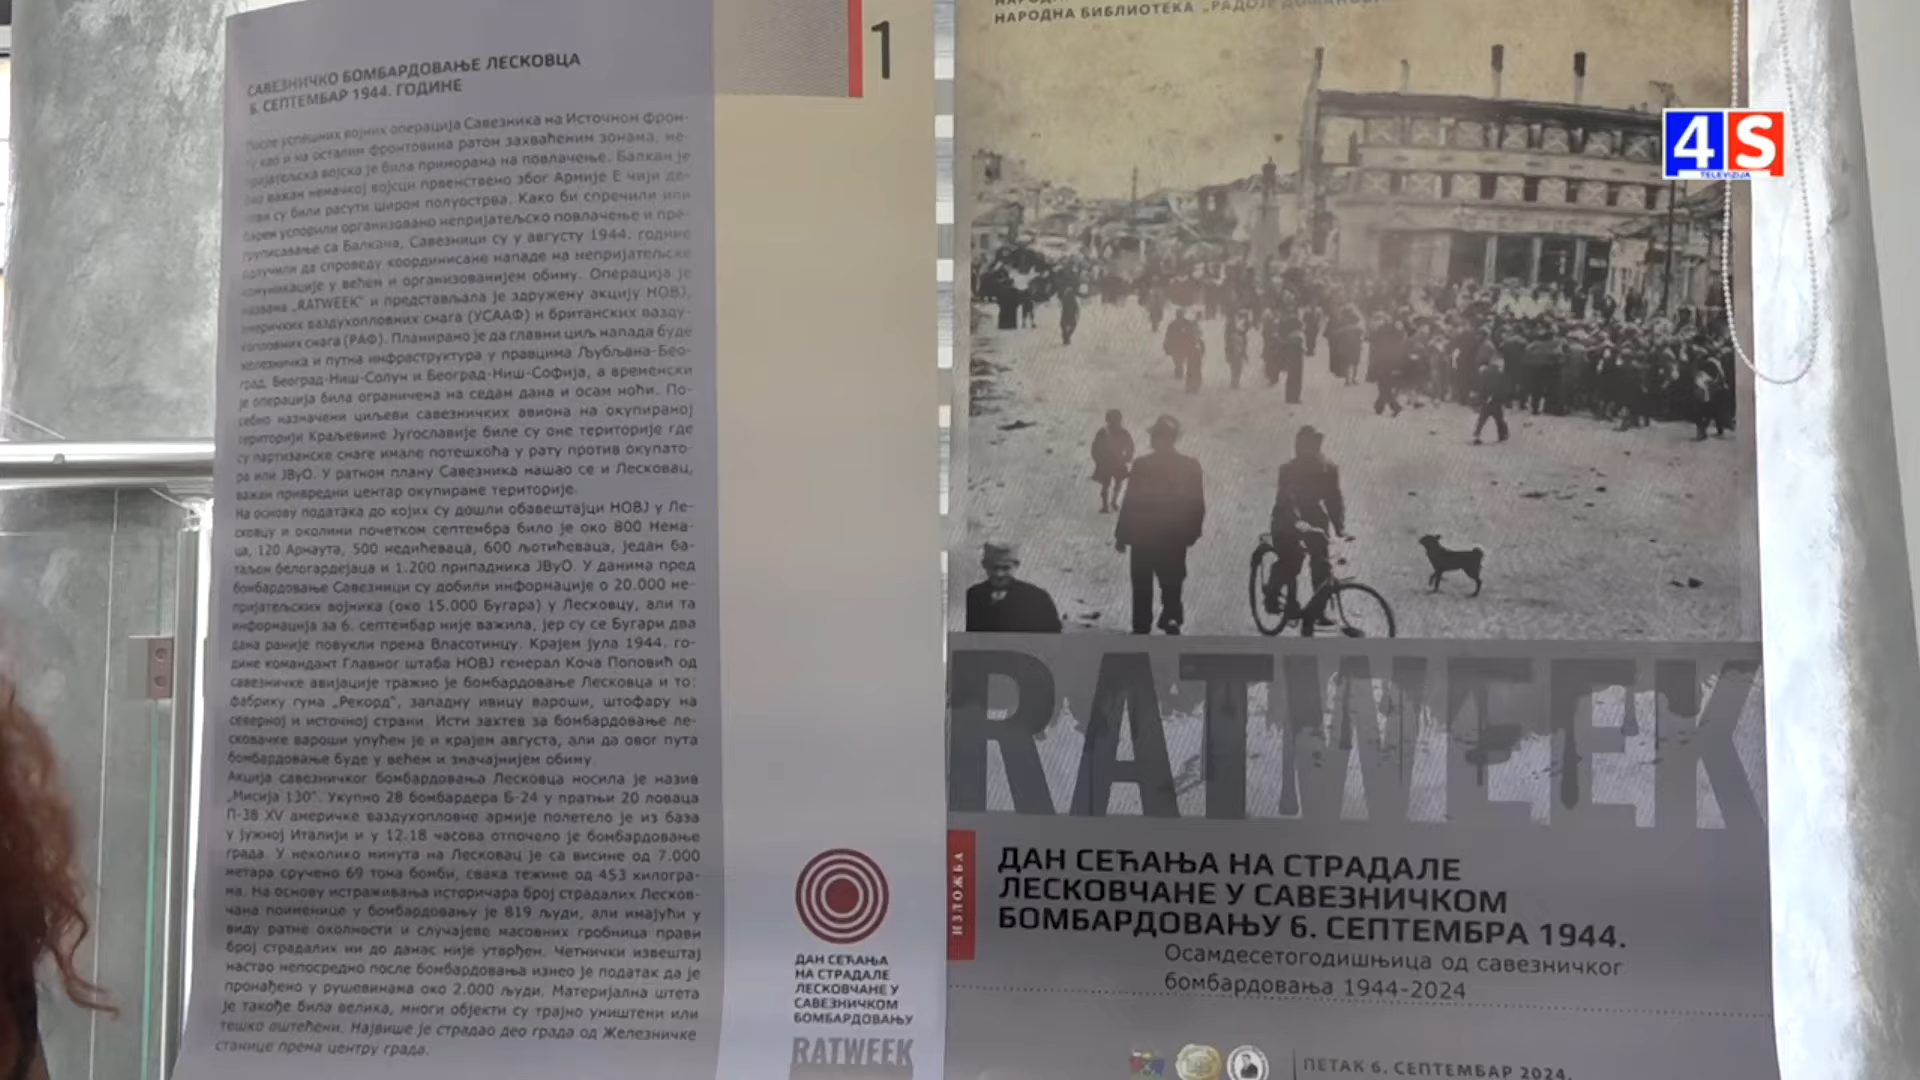 САВЕЗНИЧКО БОМБАРДОВАЊЕ ЛЕСКОВЦА
6. СЕПТЕМБАР 1944. ГОДИНЕ
После успешних војних операција Савезника на Источном фрон-
ту као и на осталим фронтовима ратом захваћеним зонама, не-
пријатељска војска је била приморана на повлачење. Балкан је
био важан немачкој војсци првенствено због Армије Е чији де-
лови су били расути широм полуострва. Како би спречили или
барем успорили организовано непријатељско повлачење и пре-
груписавање са Балкача, Савезници су у августу 1944. године
одлучили да спроведу координисане нападе на непријатељске
комуникације у већем и организованијем обиму. Операција је
названа „RATWEEK" и представљала је здружену акцију НОВЈ,
америчких ваздухопловних снага (УСААФ) и британских вазду-
хопловних снага (РАФ). Планирано је да главни циљ напада буде
железничка и путна инфраструктура у правцима Љубљана-Бео-
град, Београд-Ниш-Солун и Београд-Ниш-Софија, а временски
је операција била ограничена на седам дана и осам ноћи. По-
себно назначени циљеви савезничких авиона на окупираној
територији Краљевине Југославије биле су оне територије где
су партизанске снаге имале потешкоћа у рату против окупато-
ра или ЈВуО. У ратном плану Савезника нашао се и Лесковац,
важан привредни центар окупиране територије.
На основу података до којих су дошли обавештајци НОВЈ у Ле-
сковцу и околини почетком септембра било је око 800 Нема-
ца, 120 Арнаута, 500 недићеваца, 600 љотићеваца, један ба-
таљон белогардејаца и 1.200 припадника ЈВуО. У данима пред
бомбардовање Савезници су добили информације о 20.000 не-
пријатељских војника (око 15.000 Бугара) у Лесковцу, али та
информација за 6. септембар није важила, јер су се Бугари два
дана раније повукли према Власотинцу. Крајем јула 1944. го-
дине командант Главног штаба НОВЈ генерал Коча Поповић од
савезничке авијације тражио је бомбардовање Лесковца и то:
фабрику гума „Рекорд", западну ивицу вароши, штофару на
северној и источној страни. Исти захтев за бомбардовање ле-
сковачке вароши упућен је и крајем августа, али да овог пута
бомбардовање буде у већем и значајнијем обиму.
Акција савезничког бомбардовања Лесковца носила је назив
„Мисија 130". Укупно 28 бомбардера Б-24 у пратњи 20 ловаца
П-38 XV америчке ваздухопловне армије полетело је из база
у јужној Италији и у 12.18 часова отпочело је бомбардовање
града. У неколико минута на Лесковац је са висине од 7.000
метара сручено 69 тона бомби, свака тежине од 453 килогра-
ма. На основу истраживања историчара број страдалих Лесков-
чана поименице у бомбардовању је 819 људи, али имајући у
виду ратне околности и случајеве масовних гробница прави
број страдалих ни до данас није утврђен. Четнички извештај
настао непосредно после бомбардовања изнео је податак да је
пронађено у рушевинама око 2.000 људи. Материјална штета
је такође била велика, многи објекти су трајно уништени или
тешко оштећени. Највише је страдао део града од Железничке
станице према центру града.
1
ДАН СЕЋАЊА
НА СТРАДАЛЕ
ЛЕСКОВЧАНЕ У
САВЕЗНИЧКОМ
БОМБАРДОВАЊУ
RATWEEK
НАРОДНА БИБЛИОТЕКА „РАДОЈЕ
4S
TELEVIZIJA
RATWEEK
ИЗЛОЖБА
ДАН СЕЋАЊА НА СТРАДАЛЕ
ЛЕСКОВЧАНЕ У САВЕЗНИЧКОМ
БОМБАРДОВАЊУ 6. СЕПТЕМБРА 1944.
Осамдесетогодишњица од савезничког
бомбардовања 1944-2024
ПЕТАК 6. СЕПТЕМБАР 2024.